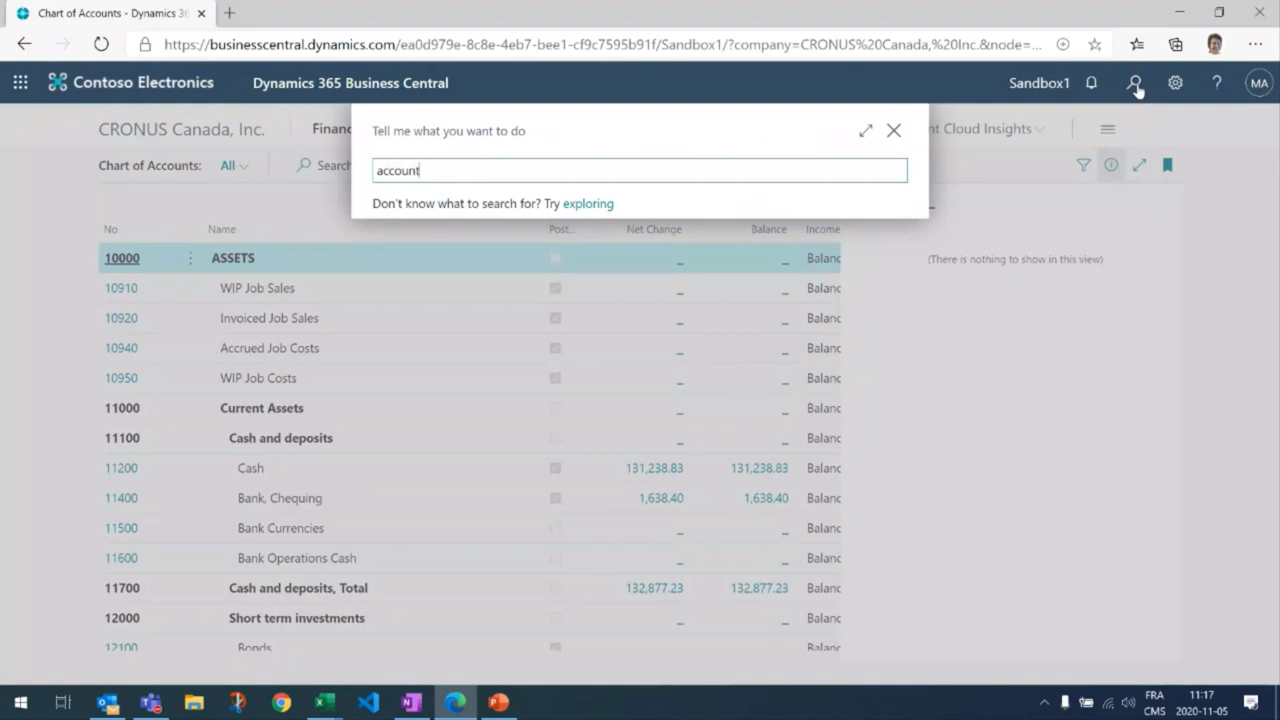 Chart of Accounts - Dynamics 36
https://businesscentral.dynamics.com/ea0d979e-8c8e-4eb7-bee1-cf9c7595b91f/Sandbox1/?company=CRONUS%20Canada,%20Inc.&node=...
Contoso Electronics Dynamics 365 Business Central Sandbox1 ? MA
Tell me what you want to do
CRONUS Canada, Inc. Financ nt Cloud Insights
Chart of Accounts: All Search
account
Don't know what to search for? Try exploring
No. Name Post... Net Change Balance Income
10000 ASSETS _ _ Balanc
(There is nothing to show in this view)
10910 WIP Job Sales _ _ Balanc
10920 Invoiced Job Sales _ _ Balanc
10940 Accrued Job Costs _ _ Balanc
10950 WIP Job Costs _ _ Balanc
11000 Current Assets _ _ Balanc
11100 Cash and deposits _ _ Balanc
11200 Cash 131,238.83 131,238.83 Balanc
11400 Bank, Chequing 1,638.40 1,638.40 Balanc
11500 Bank Currencies _ _ Balanc
11600 Bank Operations Cash _ _ Balanc
11700 Cash and deposits, Total 132,877.23 132,877.23 Balanc
12000 Short term investments _ _ Balanc
12100 Bonds Balanc
FRA 11:17
CMS 2020-11-05